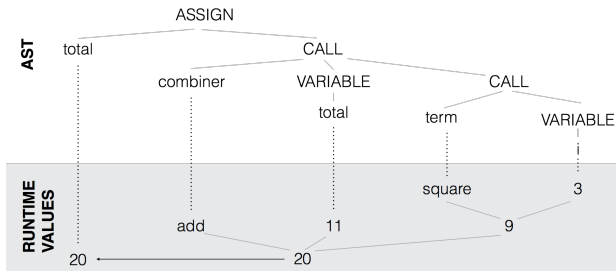 ASSIGN
AST
total
CALL
combiner
VARIABLE
CALL
total
term
VARIABLE
i
RUNTIME
VALUES
square
3
add
11
9
20
20